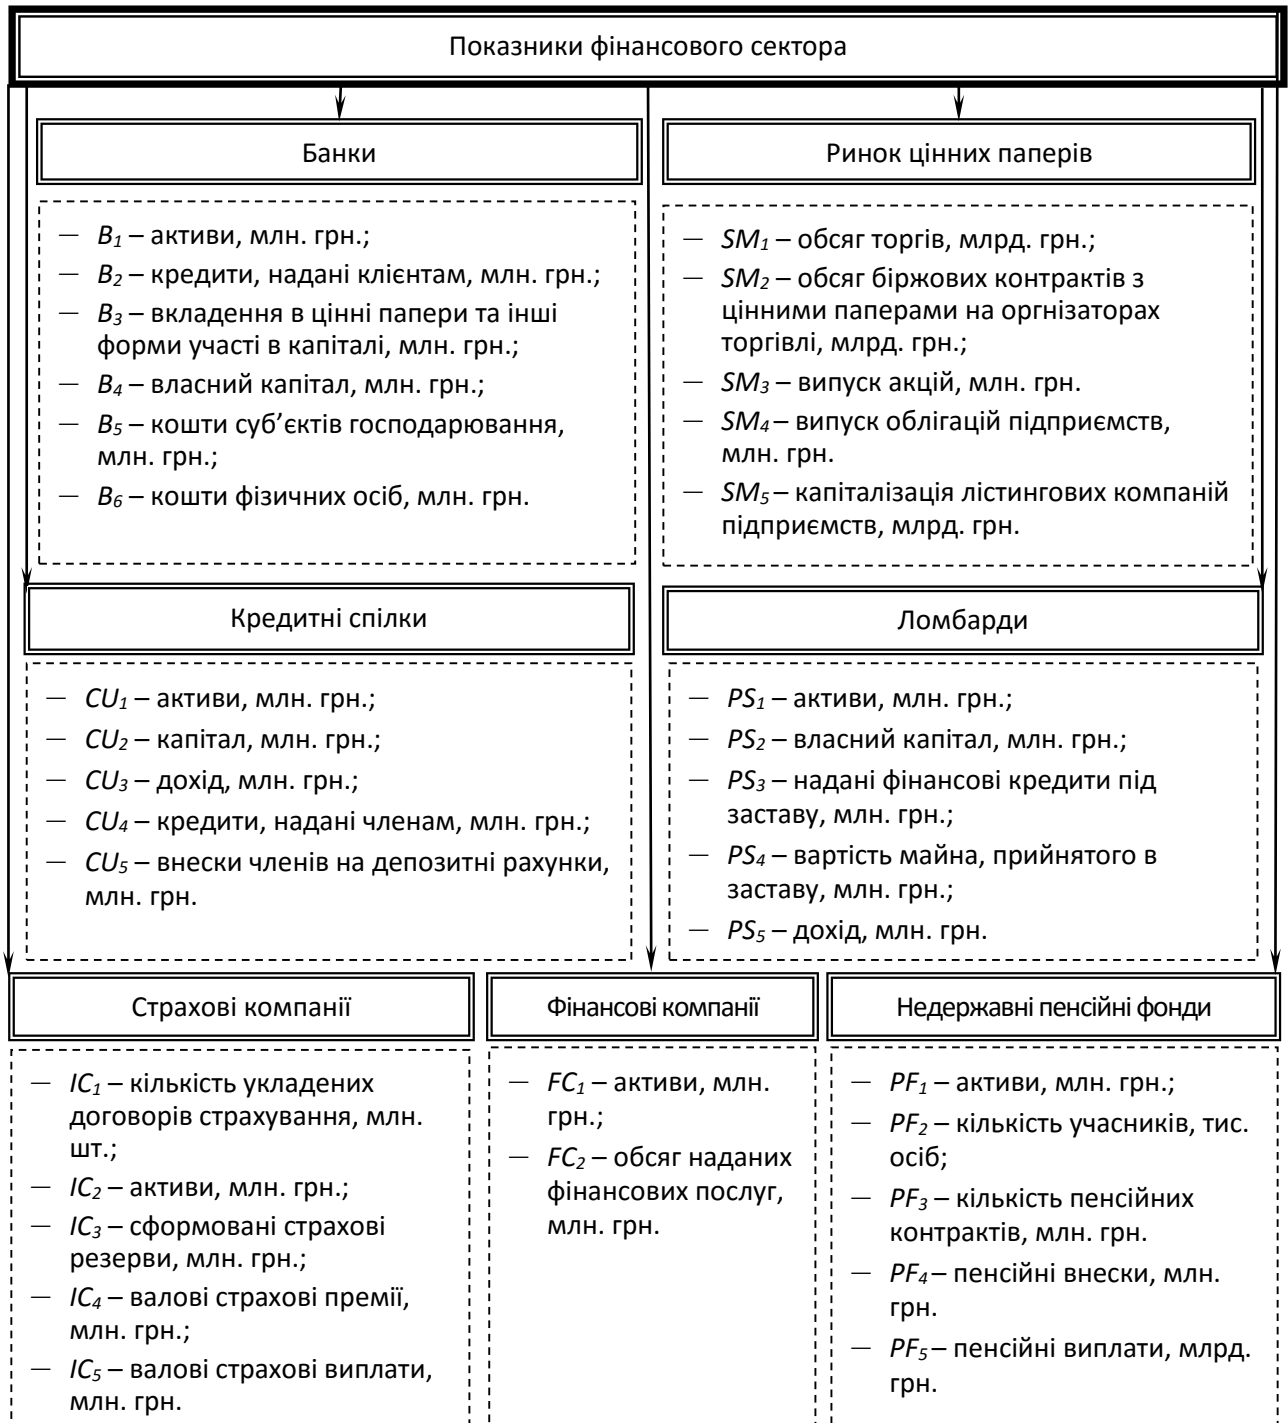 Показники фінансового сектора
Банки
— B1 – активи, млн. грн.;
— B2 – кредити, надані клієнтам, млн. грн.;
— B3 – вкладення в цінні папери та інші
форми участі в капіталі, млн. грн.;
— B4 – власний капітал, млн. грн.;
— B5 – кошти суб’єктів господарювання,
млн. грн.;
— B6 – кошти фізичних осіб, млн. грн.
Ринок цінних паперів
— SM1 – обсяг торгів, млрд. грн.;
— SM2 – обсяг біржових контрактів з
цінними паперами на оргнізаторах
торгівлі, млрд. грн.;
— SM3 – випуск акцій, млн. грн.
— SM4 – випуск облігацій підприємств,
млн. грн.
— SM5 – капіталізація лістингових компаній
підприємств, млрд. грн.
Кредитні спілки
— CU1 – активи, млн. грн.;
— CU2 – капітал, млн. грн.;
— CU3 – дохід, млн. грн.;
— CU4 – кредити, надані членам, млн. грн.;
— CU5 – внески членів на депозитні рахунки,
млн. грн.
Ломбарди
— PS1 – активи, млн. грн.;
— PS2 – власний капітал, млн. грн.;
— PS3 – надані фінансові кредити під
заставу, млн. грн.;
— PS4 – вартість майна, прийнятого в
заставу, млн. грн.;
— PS5 – дохід, млн. грн.
Страхові компанії
— IC1 – кількість укладених
договорів страхування, млн.
шт.;
— IC2 – активи, млн. грн.;
— IC3 – сформовані страхові
резерви, млн. грн.;
— IC4 – валові страхові премії,
млн. грн.;
— IC5 – валові страхові виплати,
млн. грн.
Фінансові компанії
— FC1 – активи, млн.
грн.;
— FC2 – обсяг наданих
фінансових послуг,
млн. грн.
Недержавні пенсійні фонди
— PF1 – активи, млн. грн.;
— PF2 – кількість учасників, тис.
осіб;
— PF3 – кількість пенсійних
контрактів, млн. грн.
— PF4 – пенсійні внески, млн.
грн.
— PF5 – пенсійні виплати, млрд.
грн.